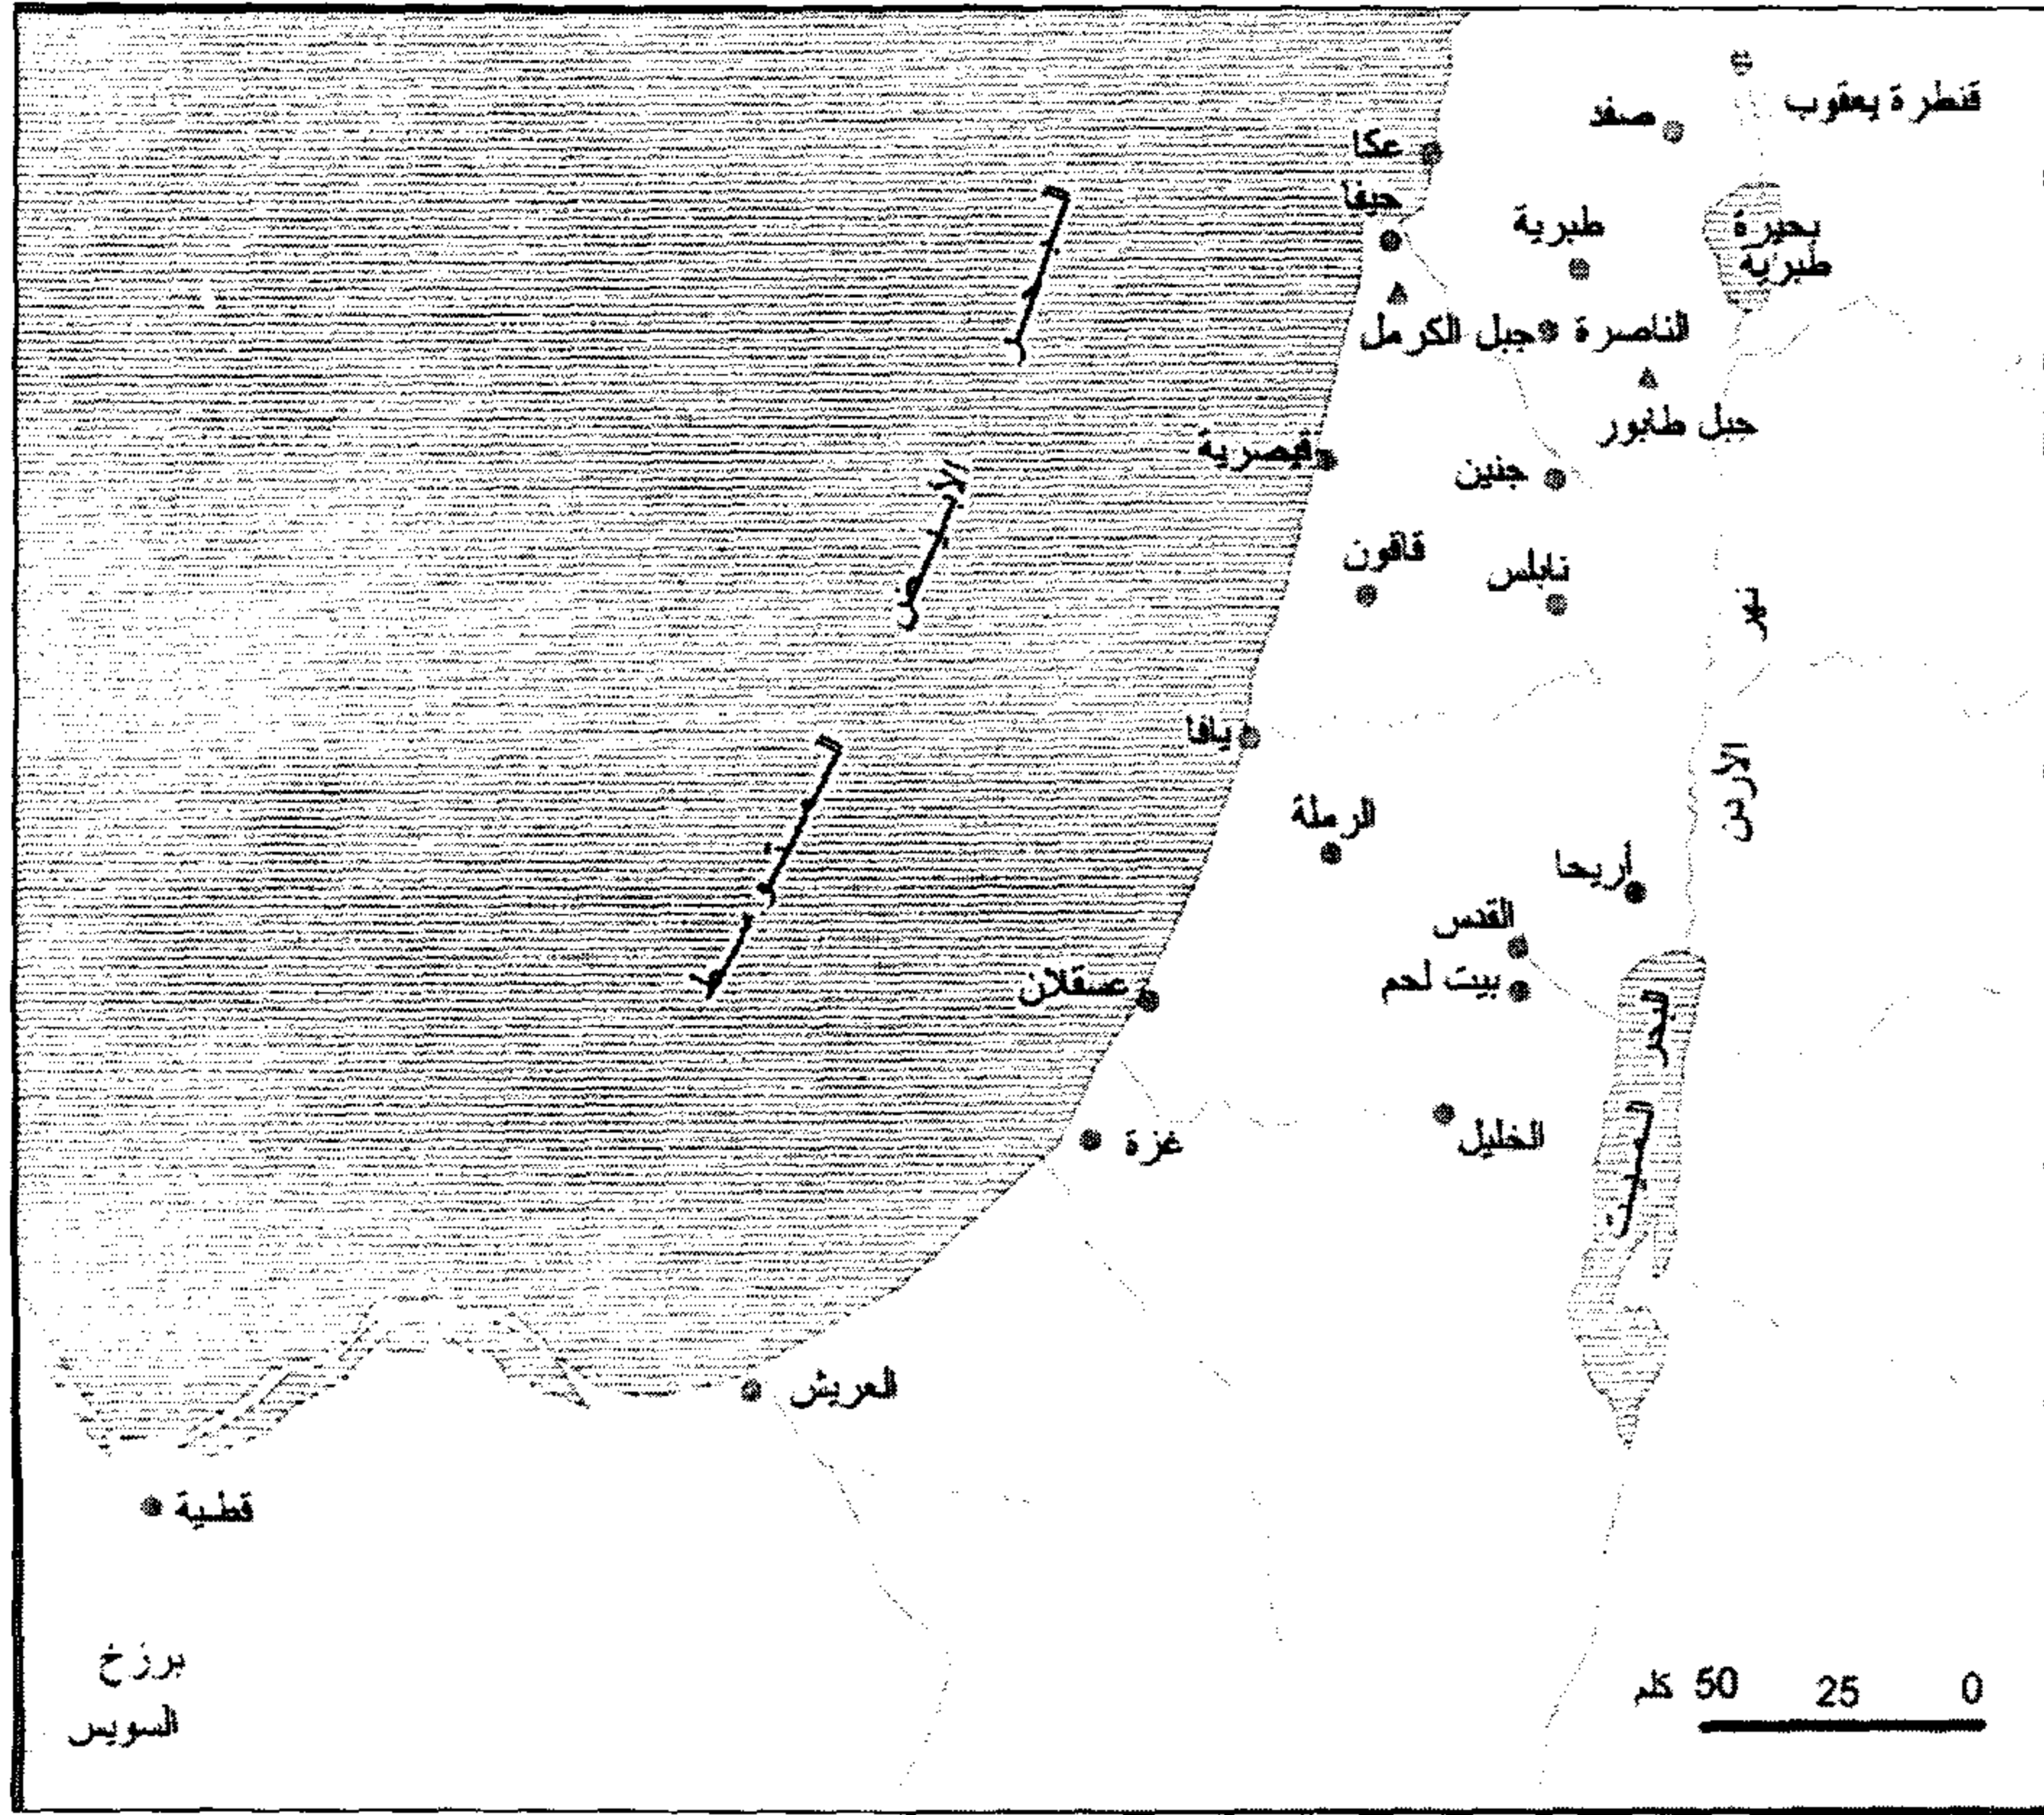 قنطرة يعقوب
صفد
عكا
حيفا
طبرية
بحيرة
طبرية
الناصرة
جبل الكرمل
جبل طابور
قيصرية
جنين
قاقون
نابلس
البحر
الأبيض
المتوسط
نهر
الأردن
يافا
الرملة
أريحا
القدس
بيت لحم
عسقلان
البحر
الميت
غزة
الخليل
العريش
قطية
برزخ
السويس
كلم 50 25 0